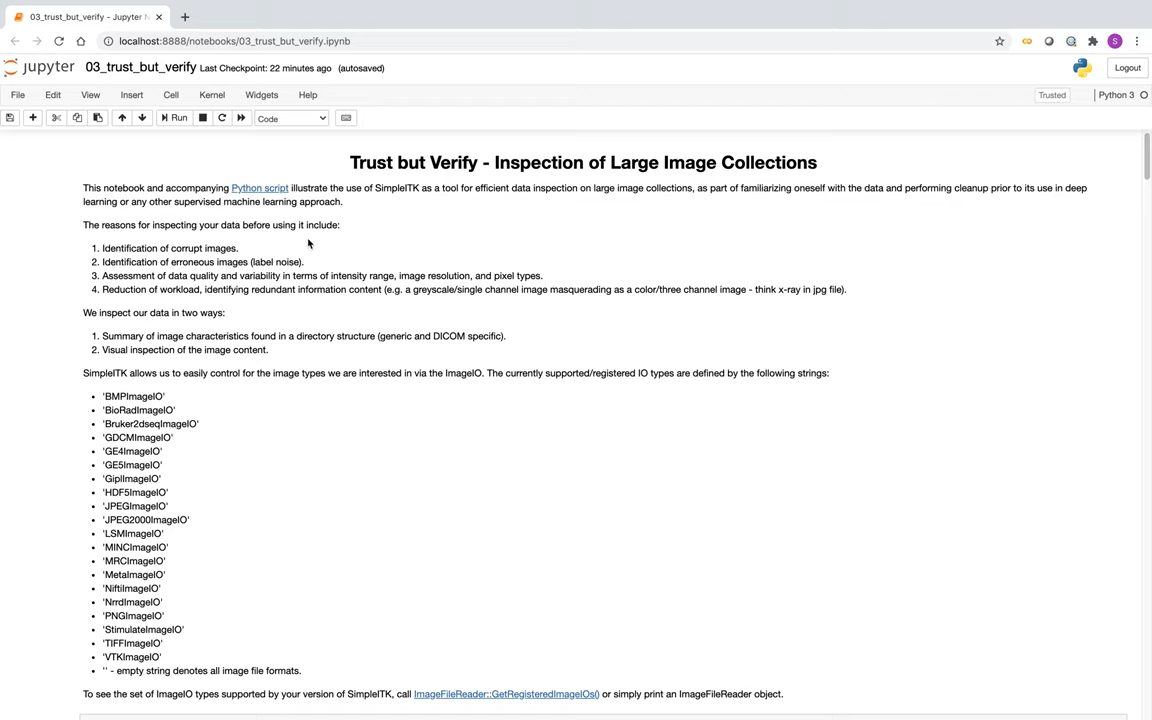 03_trust_but_verify - Jupyter N
localhost:8888/notebooks/03_trust_but_verify.ipynb
S
jupyter 03_trust_but_verify Last Checkpoint: 22 minutes ago (autosaved)
Logout
File Edit View Insert Cell Kernel Widgets Help
Trusted Python 3
Run Code
Trust but Verify - Inspection of Large Image Collections
This notebook and accompanying Python script illustrate the use of SimpleITK as a tool for efficient data inspection on large image collections, as part of familiarizing oneself with the data and performing cleanup prior to its use in deep
learning or any other supervised machine learning approach.
The reasons for inspecting your data before using it include:
1. Identification of corrupt images.
2. Identification of erroneous images (label noise).
3. Assessment of data quality and variability in terms of intensity range, image resolution, and pixel types.
4. Reduction of workload, identifying redundant information content (e.g. a greyscale/single channel image masquerading as a color/three channel image - think x-ray in jpg file).
We inspect our data in two ways:
1. Summary of image characteristics found in a directory structure (generic and DICOM specific).
2. Visual inspection of the image content.
SimpleITK allows us to easily control for the image types we are interested in via the ImageIO. The currently supported/registered IO types are defined by the following strings:
• 'BMPImageIO'
• 'BioRadImageIO'
• 'Bruker2dseqImageIO'
• 'GDCMImageIO'
• 'GE4ImageIO'
• 'GE5ImageIO'
• 'GiplImageIO'
• 'HDF5ImageIO'
• 'JPEGImageIO'
• 'JPEG2000ImageIO'
• 'LSMImageIO'
• 'MINCImageIO'
• 'MRCImageIO'
• 'MetaImageIO'
• 'NiftiImageIO'
• 'NrrdImageIO'
• 'PNGImageIO'
• 'StimulateImageIO'
• 'TIFFImageIO'
• 'VTKImageIO'
• '' - empty string denotes all image file formats.
To see the set of ImageIO types supported by your version of SimpleITK, call ImageFileReader::GetRegisteredImageIOs() or simply print an ImageFileReader object.